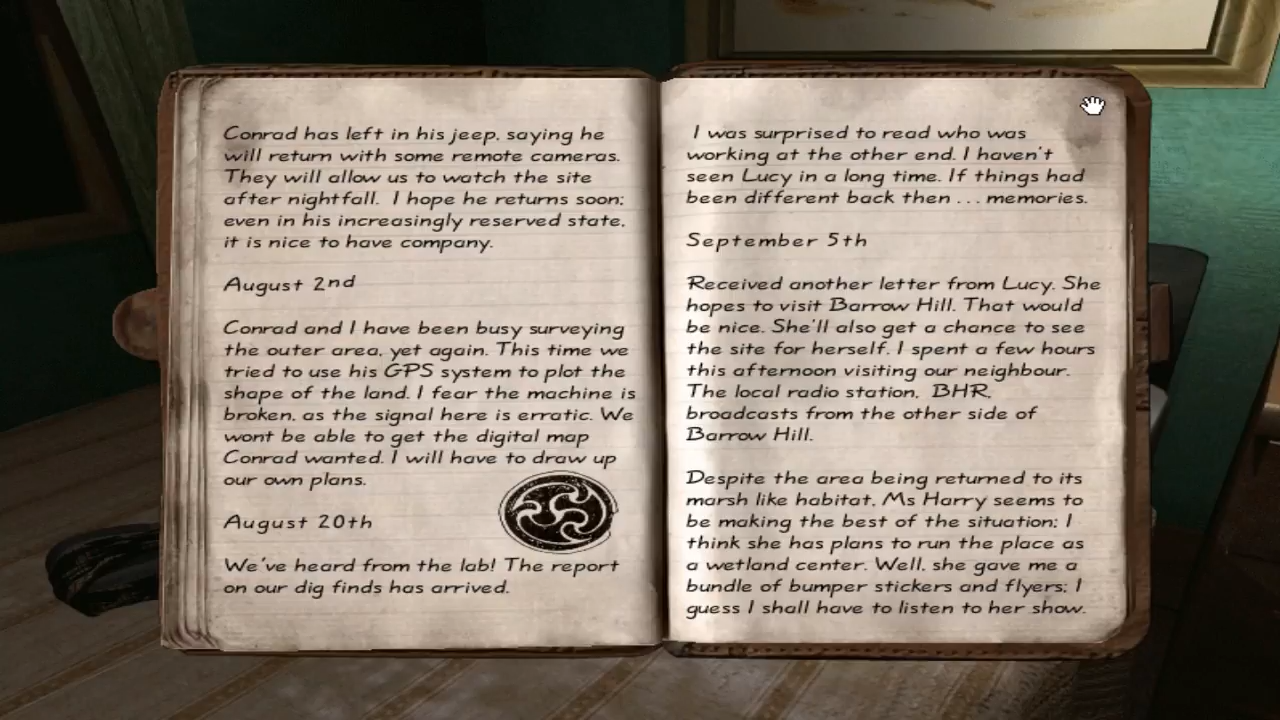 Conrad has left in his jeep, saying he
will return with some remote cameras.
They will allow us to watch the site
after nightfall. I hope he returns soon;
even in his increasingly reserved state,
it is nice to have company.
August 2nd
Conrad and I have been busy surveying
the outer area, yet again. This time we
tried to use his GPS system to plot the
shape of the land. I fear the machine is
broken, as the signal here is erratic. We
wont be able to get the digital map
Conrad wanted. I will have to draw up
our own plans.
August 20th
We've heard from the lab! The report
on our dig finds has arrived.
I was surprised to read who was
working at the other end. I haven't
seen Lucy in a long time. If things had
been different back then ... memories.
September 5th
Received another letter from Lucy. She
hopes to visit Barrow Hill. That would
be nice. She'll also get a chance to see
the site for herself. I spent a few hours
this afternoon visiting our neighbour.
The local radio station, BHR,
broadcasts from the other side of
Barrow Hill.
Despite the area being returned to its
marsh like habitat, Ms Harry seems to
be making the best of the situation; I
think she has plans to run the place as
a wetland center. Well, she gave me a
bundle of bumper stickers and flyers; I
guess I shall have to listen to her show.